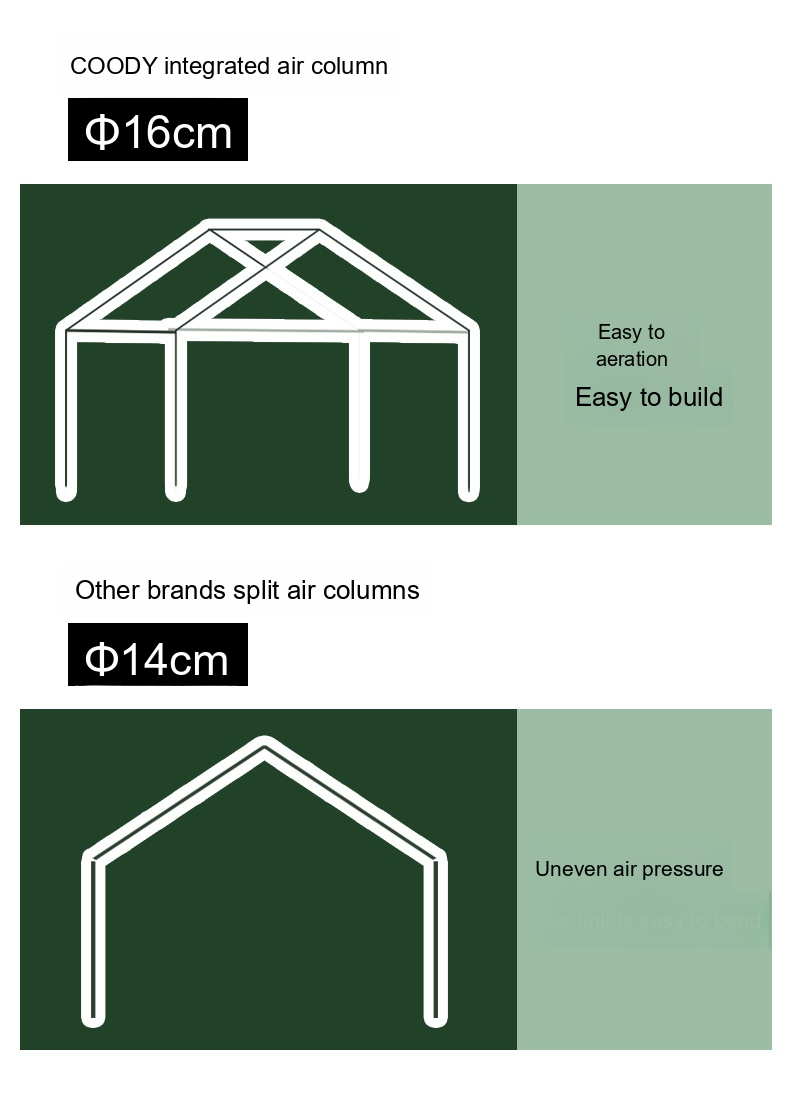 COODY integrated air column
Φ16cm
Easy to
aeration
Easy to build
Other brands split air columns
Φ14cm
Uneven air pressure
The link is easy to bend